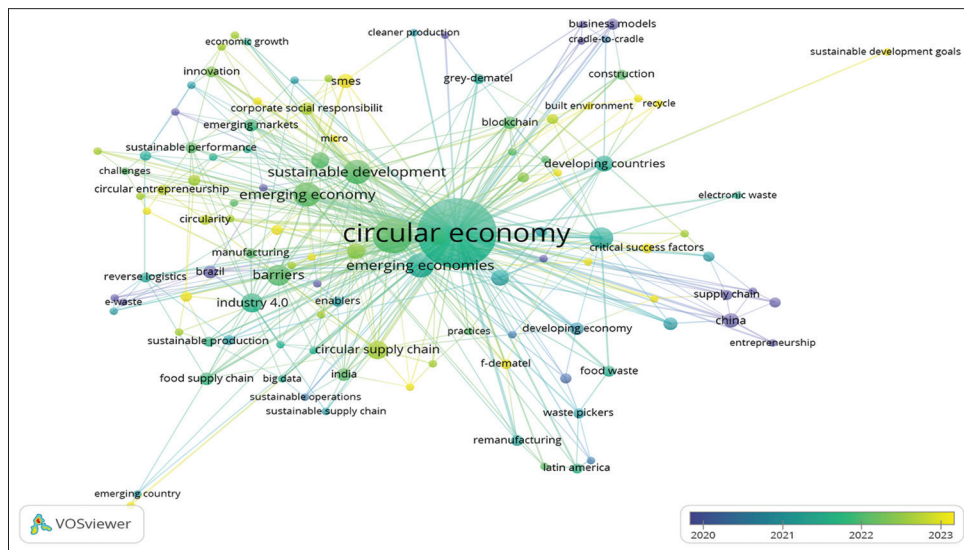 business models
cleaner production
cradle-to-cradle
economic growth
sustainable development goals
innovation
smes
grey-dematel
construction
corporate social responsibilit
built environment
recycle
emerging markets
blockchain
micro
sustainable performance
developing countries
challenges
sustainable development
circular entrepreneurship
emerging economy
electronic waste
circularity
circular economy
critical success factors
manufacturing
emerging economies
reverse logistics
brazil
barriers
supply chain
e-waste
industry 4.0
enablers
china
practices
developing economy
sustainable production
entrepreneurship
circular supply chain
f-dematel
food supply chain
big data
india
food waste
sustainable operations
sustainable supply chain
waste pickers
remanufacturing
latin america
emerging country
VOSviewer
2020 2021 2022 2023